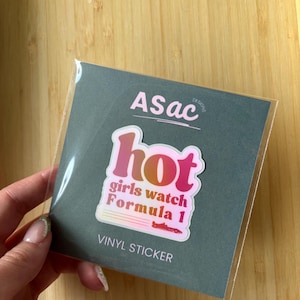 ASac
hot
girls watch
Formula 1
VINYL STICKER